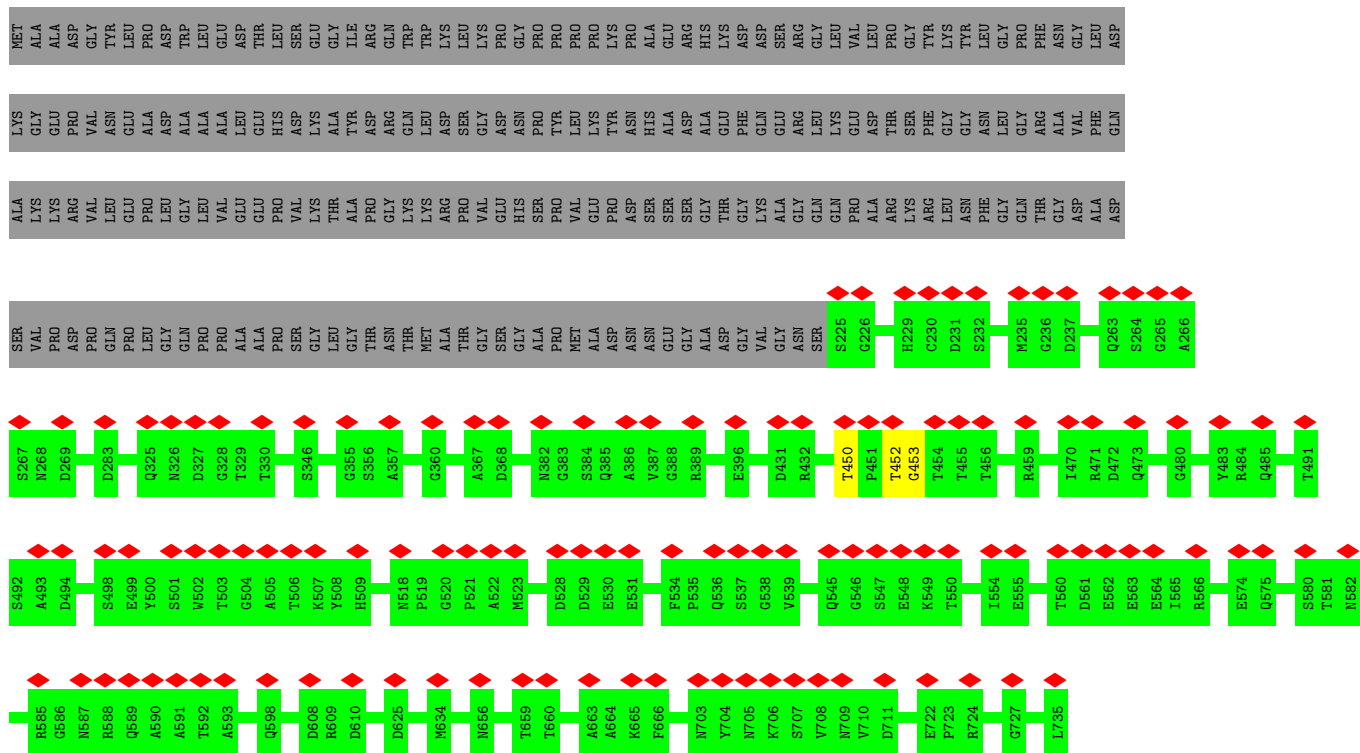 MET ALA ALA ASP GLY TYR LEU PRO ASP TRP LEU GLU ASP THR LEU SER GLU GLY ILE ARG GLN TRP TRP LYS LEU LYS PRO GLY PRO PRO PRO PRO LYS PRO ALA GLU ARG HIS LYS ASP ASP SER ARG GLY LEU VAL LEU PRO GLY TYR LYS TYR LEU GLY PRO PHE ASN GLY LEU ASP
LYS GLY GLU PRO VAL ASN GLU ALA ASP ALA ALA ALA LEU GLU HIS ASP LYS ALA TYR ASP ARG GLN LEU ASP SER GLY ASP ASN PRO TYR LEU LYS TYR ASN HIS ALA ASP ALA GLU PHE GLN GLU ARG LEU LYS GLU ASP THR SER PHE GLY GLY ASN LEU GLY ARG ALA VAL PHE GLN
ALA LYS LYS ARG VAL LEU GLU PRO LEU GLY LEU VAL GLU GLU PRO VAL LYS THR ALA PRO GLY LYS LYS ARG PRO VAL GLU HIS SER PRO VAL GLU PRO ASP SER SER SER GLY THR GLY LYS ALA GLY GLN GLN PRO ALA ARG LYS ARG LEU ASN PHE GLY GLN THR GLY ASP ALA ASP
SER VAL PRO ASP PRO GLN PRO LEU GLY GLN PRO PRO ALA ALA PRO SER GLY LEU GLY THR ASN THR MET ALA THR GLY SER GLY ALA PRO MET ALA ASP ASN ASN GLU GLY ALA ASP GLY VAL GLY ASN SER S225 G226 H229 C230 D231 S232 M235 G236 D237 Q263 S264 G265 A266
S267 N268 D269 D283 Q325 N326 D327 G328 T329 T330 S346 G355 S356 A357 G360 A367 D368 N382 G383 S384 Q385 A386 V387 G388 R389 E396 D431 R432 T450 P451 T452 G453 T454 T455 T456 R459 I470 R471 D472 Q473 G480 Y483 R484 Q485 T491
S492 A493 D494 S498 E499 Y500 S501 W502 T503 G504 A505 T506 K507 Y508 H509 N518 P519 G520 P521 A522 M523 D528 D529 E530 E531 F534 P535 Q536 S537 G538 V539 Q545 G546 S547 E548 K549 T550 I554 E555 T560 D561 E562 E563 E564 I565 R566 E574 Q575 S580 T581 N582
R585 G586 N587 R588 Q589 A590 A591 T592 A593 Q598 D608 R609 D610 D625 M634 N656 T659 T660 A663 A664 K665 F666 N703 Y704 N705 K706 S707 V708 N709 V710 D711 E722 P723 R724 G727 L735